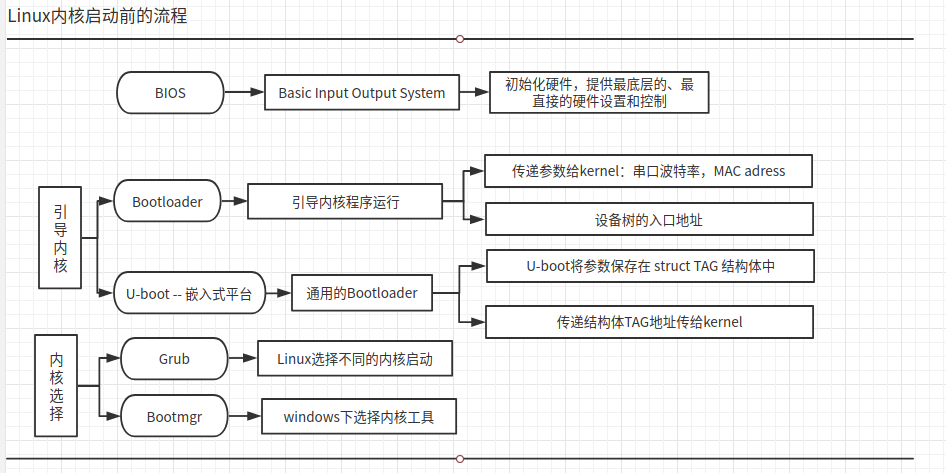 Linux内核启动前的流程
BIOS
Basic Input Output System
初始化硬件，提供最底层的、最
直接的硬件设置和控制
引
导
内
核
Bootloader
引导内核程序运行
传递参数给kernel：串口波特率，MAC adress
设备树的入口地址
U-boot -- 嵌入式平台
通用的Bootloader
U-boot将参数保存在 struct TAG 结构体中
传递结构体TAG地址传给kernel
内
核
选
择
Grub
Linux选择不同的内核启动
Bootmgr
windows下选择内核工具